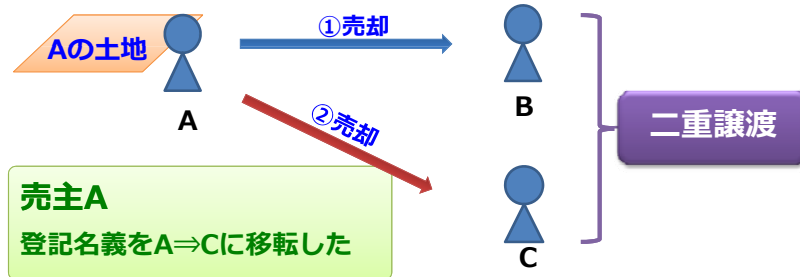 ①売却
Aの土地
A
B
②売却
二重譲渡
売主A
登記名義をA⇒Cに移転した
C